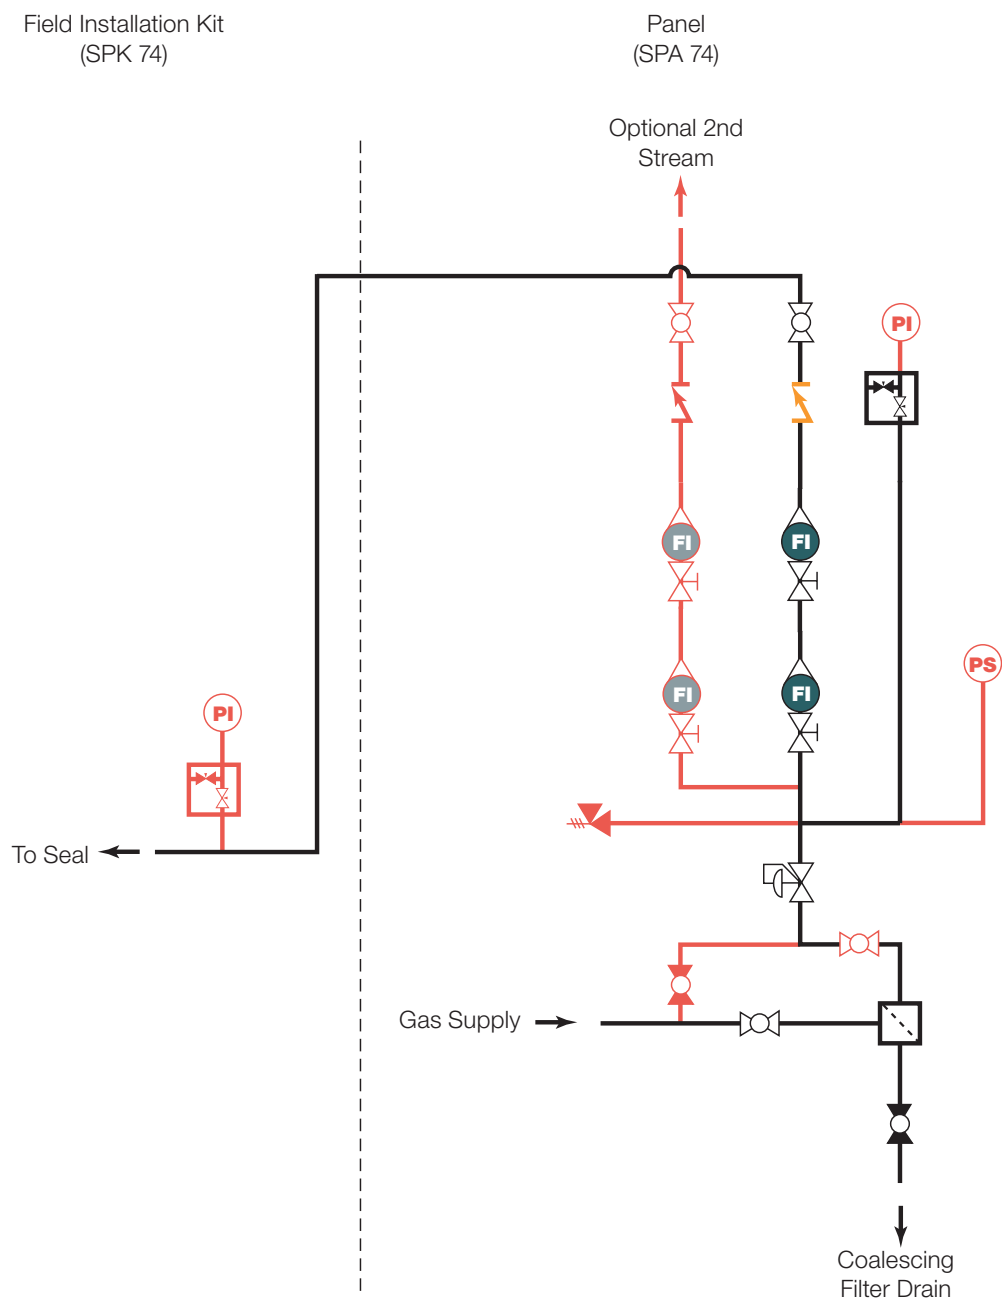 Field Installation Kit
(SPK 74)
Panel
(SPA 74)
Optional 2nd
Stream
PI
FI
FI
PS
FI
FI
PI
To Seal
Gas Supply
Coalescing
Filter Drain